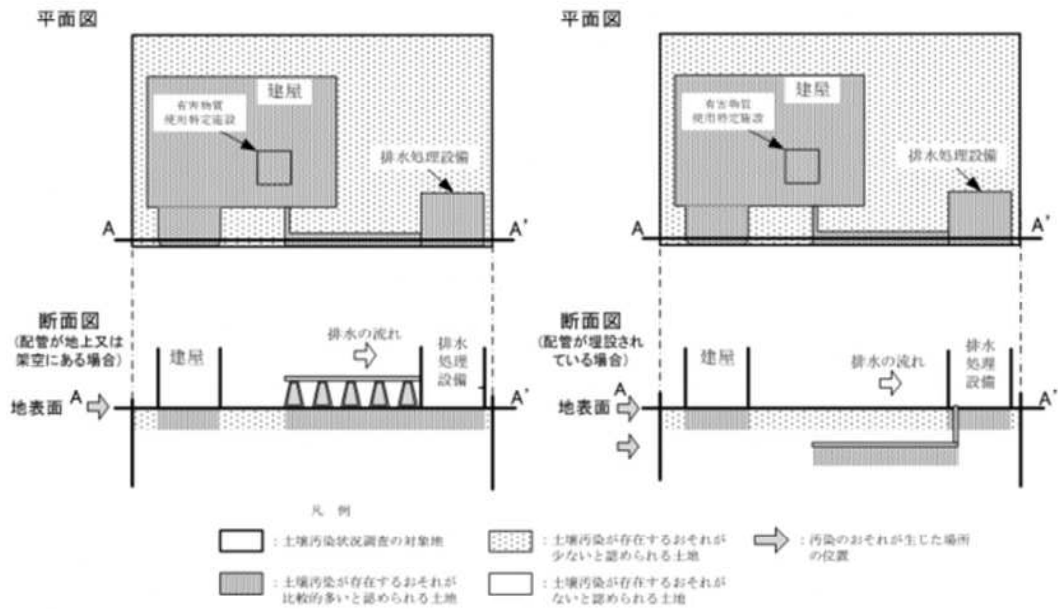 平面図
建屋
有害物質
使用特定施設
排水処理設備
A
A'
断面図
(配管が地上又は
架空にある場合)
建屋
排水の流れ
排水
処理
設備
地表面
A
A'
平面図
建屋
有害物質
使用特定施設
排水処理設備
A
A'
断面図
(配管が埋設され
ている場合)
建屋
排水の流れ
排水
処理
設備
地表面
A
A'
凡 例
：土壌汚染状況調査の対象地
：土壌汚染が存在するおそれが
比較的多いと認められる土地
：土壌汚染が存在するおそれが
少ないと認められる土地
：土壌汚染が存在するおそれが
ないと認められる土地
：汚染のおそれが生じた場所
の位置